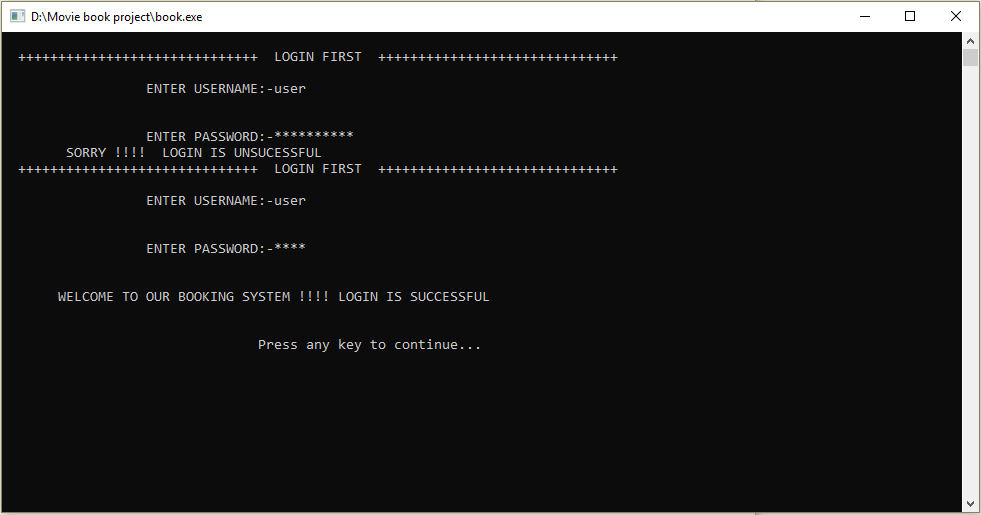 D:\Movie book project\book.exe
++++++++++++++++++++++++++++++ LOGIN FIRST ++++++++++++++++++++++++++++++
ENTER USERNAME:-user
ENTER PASSWORD:-**********
SORRY !!!! LOGIN IS UNSUCESSFUL
++++++++++++++++++++++++++++++ LOGIN FIRST ++++++++++++++++++++++++++++++
ENTER USERNAME:-user
ENTER PASSWORD:-****
WELCOME TO OUR BOOKING SYSTEM !!!! LOGIN IS SUCCESSFUL
Press any key to continue...